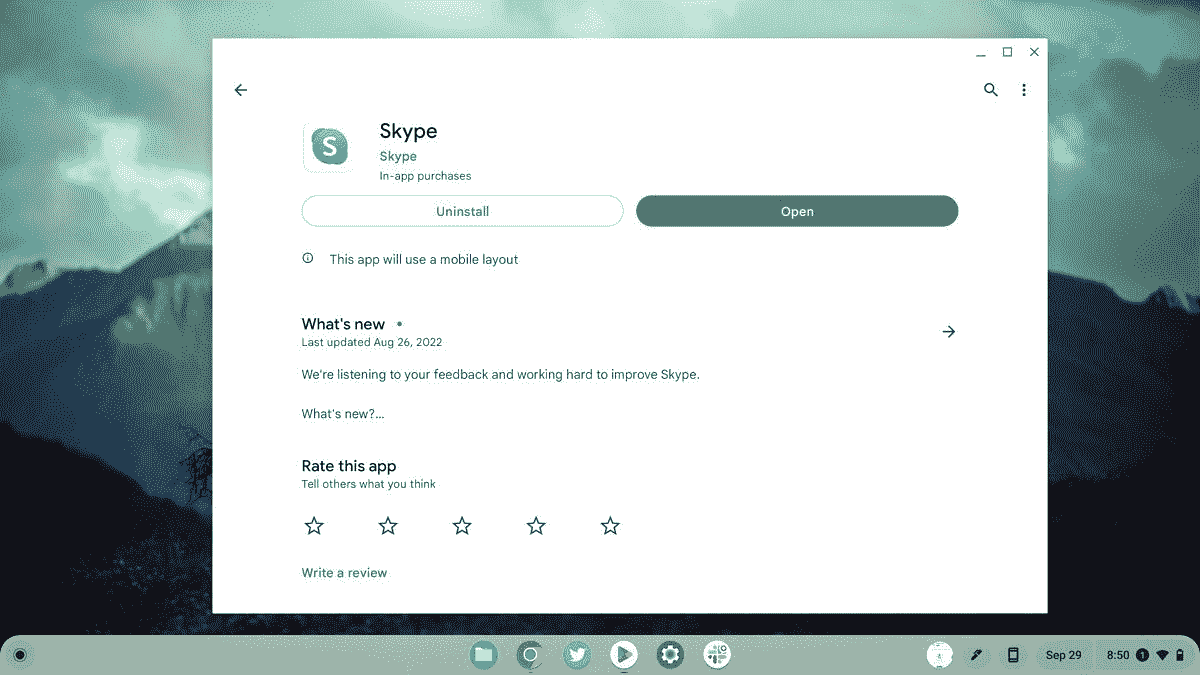 Skype
Skype
In-app purchases
Uninstall
Open
This app will use a mobile layout
What's new •
Last updated Aug 26, 2022
We're listening to your feedback and working hard to improve Skype.
What's new?...
Rate this app
Tell others what you think
Write a review
Sep 29
8:50
1